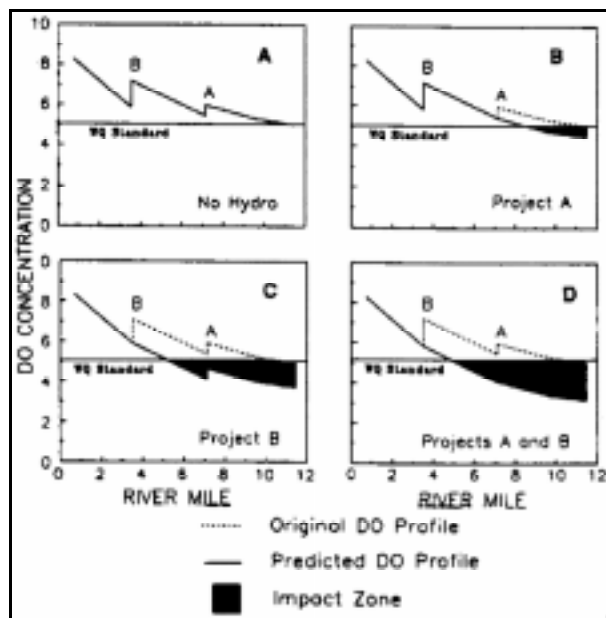 10
8
6
4
2
0
B
A
A
WQ Standard
No Hydro
B
A
B
WQ Standard
Project A
DO CONCENTRATION
0
8
6
4
2
0
B
A
C
WQ Standard
Project B
0 2 4 6 8 10 12
RIVER MILE
B
A
D
WQ Standard
Projects A and B
0 2 4 6 8 10 12
RIVER MILE
Original DO Profile
Predicted DO Profile
Impact Zone